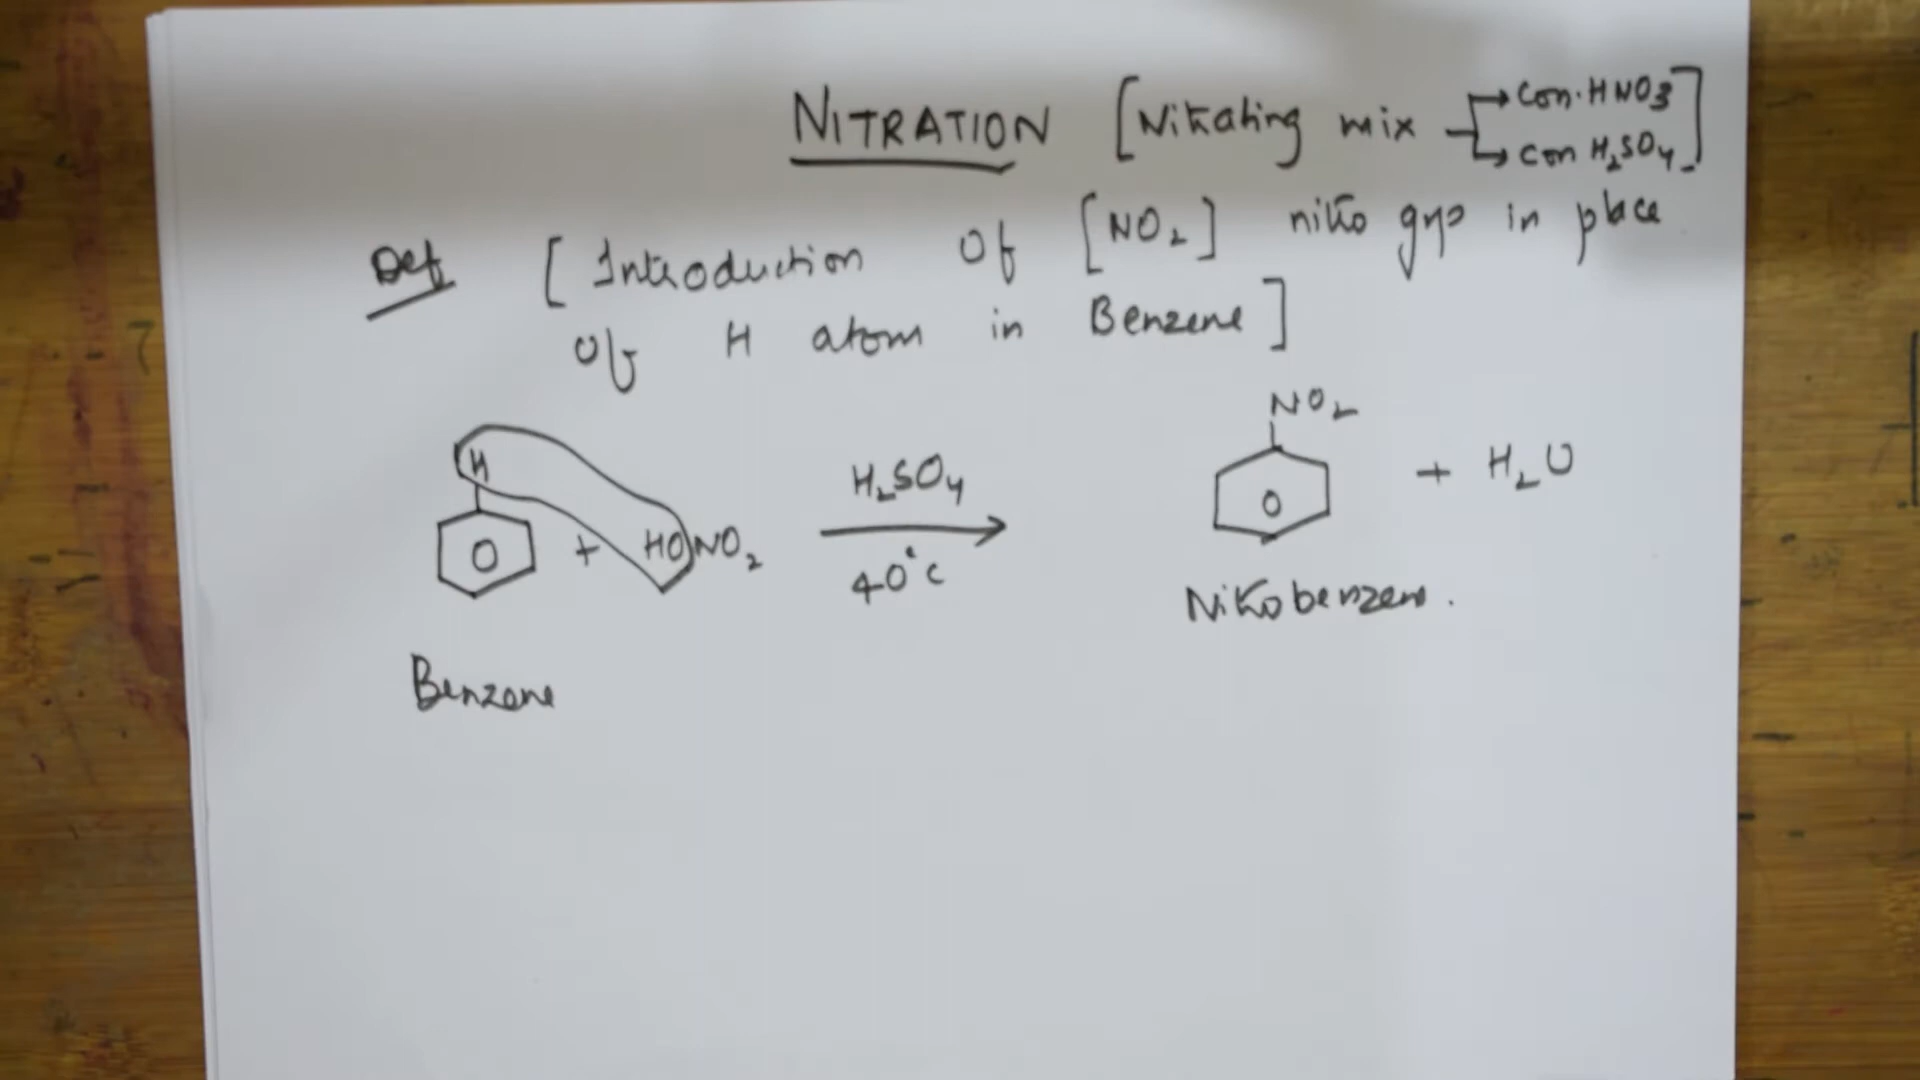 NITRATION [Nitrating mix → Con. HNO3 → Con H2SO4]
Def [Introduction of [NO2] nitro grp in place
of H atom in Benzene]
H + HONO2 H2SO4 40°C NO2 + H2O
Nitrobenzene.
Benzene